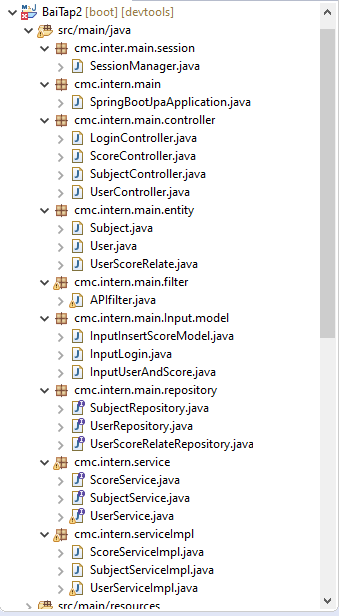 BaiTap2 [boot] [devtools]
src/main/java
cmc.inter.main.session
SessionManager.java
cmc.intern.main
SpringBootJpaApplication.java
cmc.intern.main.controller
LoginController.java
ScoreController.java
SubjectController.java
UserController.java
cmc.intern.main.entity
Subject.java
User.java
UserScoreRelate.java
cmc.intern.main.filter
APIfilter.java
cmc.intern.main.Input.model
InputInsertScoreModel.java
InputLogin.java
InputUserAndScore.java
cmc.intern.main.repository
SubjectRepository.java
UserRepository.java
UserScoreRelateRepository.java
cmc.intern.service
ScoreService.java
SubjectService.java
UserService.java
cmc.intern.serviceImpl
ScoreServiceImpl.java
SubjectServiceImpl.java
UserServiceImpl.java
src/main/resources